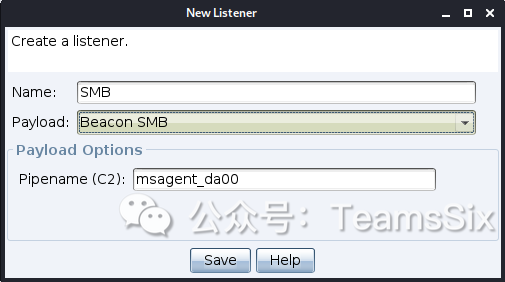 New Listener
Create a listener.
Name: SMB
Payload: Beacon SMB
Payload Options
Pipename (C2): msagent_da00
公众号：TeamsSix
Save Help